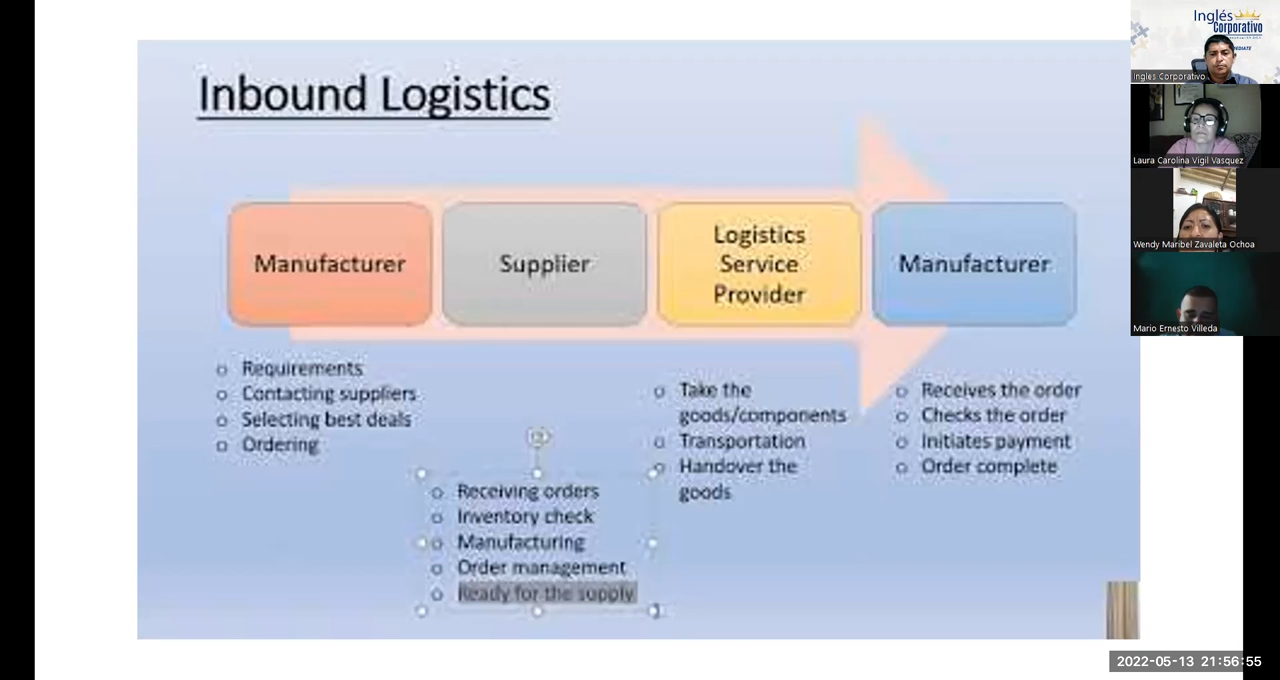 Inbound Logistics
Manufacturer
Supplier
Logistics
Service
Provider
Manufacturer
o Requirements
o Contacting suppliers
o Selecting best deals
o Ordering
o Receiving orders
o Inventory check
o Manufacturing
o Order management
o Ready for the supply
o Take the
goods/components
o Transportation
o Handover the
goods
o Receives the order
o Checks the order
o Initiates payment
o Order complete
Inglés
Corporativo
Ingles Corporativo
Laura Carolina Vigil Vasquez
Wendy Maribel Zavaleta Ochoa
Mario Ernesto Villeda
2022-05-13 21:56:55